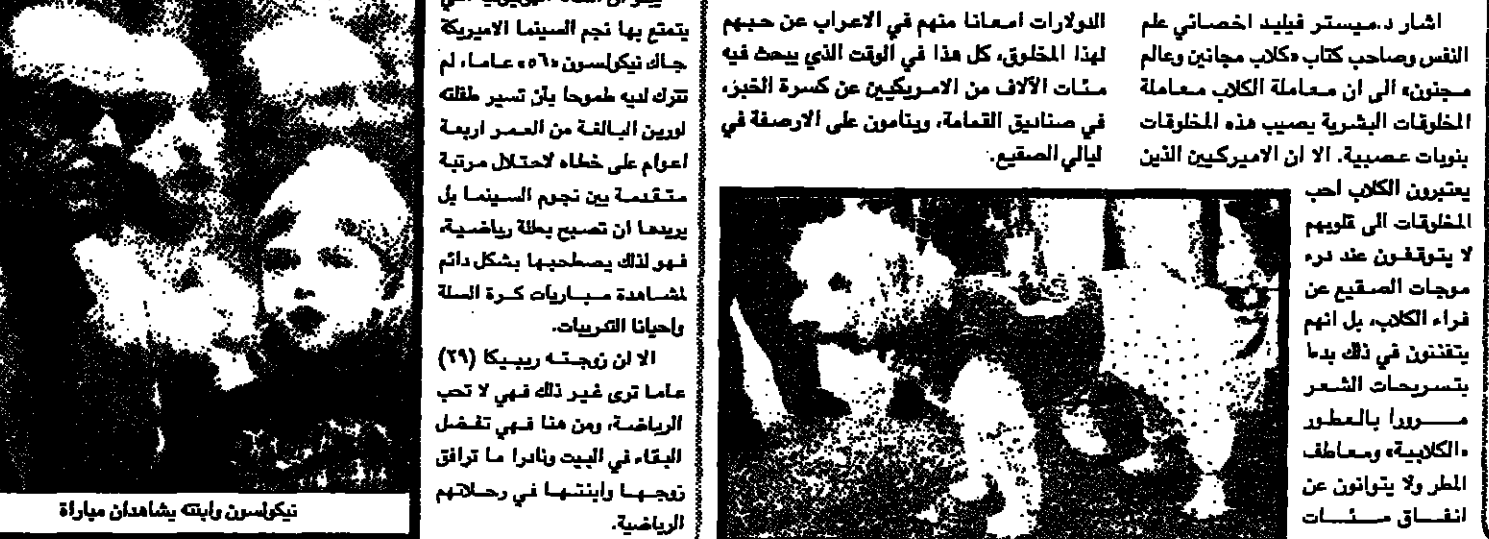 اشار د.ميستر فيليد اخصائي علم
النفس وصاحب كتاب «كلاب مجانين وعالم
مجنون» الى ان معاملة الكلاب معاملة
المخلوقات البشرية يصيب هذه المخلوقات
بنوبات عصبية. الا ان الاميركيين الذين
يعتبرون الكلاب احب
المخلوقات الى قلوبهم
لا يتوقفون عند درء
موجات الصقيع عن
فراء الكلاب، بل انهم
يتفننون في ذلك بدءا
بتسريحات الشعر
مرورا بالعطور
«الكلابية» ومعاطف
المطر ولا يتوانون عن
انفاق مئات
الدولارات امعانا منهم في الاعراب عن حبهم
لهذا المخلوق، كل هذا في الوقت الذي يبحث فيه
مئات الآلاف من الامريكيين عن كسرة الخبز،
في صناديق القمامة، وينامون على الارصفة في
ليالي الصقيع.
يتمتع بها نجم السينما الاميركة
جاك نيكولسون «٥٦» عاما، لم
تترك لديه طموحا بأن تسير طفلته
لورين البالغة من العمر اربعة
اعوام على خطاه لاحتلال مرتبة
متقدمة بين نجوم السينما بل
يريدها ان تصبح بطلة رياضية،
فهو لذلك يصطحبها بشكل دائم
لمشاهدة مباريات كرة السلة
واحيانا التدريبات.
الا ان زوجته ريبيكا (٢٩)
عاما ترى غير ذلك فهي لا تحب
الرياضة، ومن هنا فهي تفضل
البقاء في البيت ونادرا ما ترافق
زوجها وابنتها في رحلاتهم
الرياضية.
نيكولسون وابنته يشاهدان مباراة